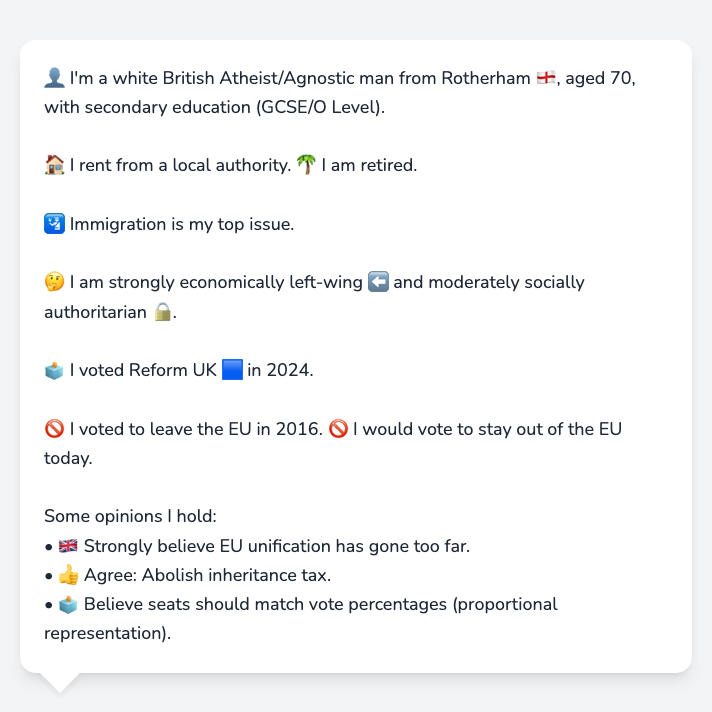 👤 I'm a white British Atheist/Agnostic man from Rotherham 🏴󠁧󠁢󠁥󠁮󠁧󠁿, aged 70,
with secondary education (GCSE/O Level).
🏠 I rent from a local authority. 🌴 I am retired.
🛂 Immigration is my top issue.
🤔 I am strongly economically left-wing ⬅️ and moderately socially
authoritarian 🔒.
🗳️ I voted Reform UK 🟦 in 2024.
🚫 I voted to leave the EU in 2016. 🚫 I would vote to stay out of the EU
today.
Some opinions I hold:
• 🇬🇧 Strongly believe EU unification has gone too far.
• 👍 Agree: Abolish inheritance tax.
• 🗳️ Believe seats should match vote percentages (proportional
representation).